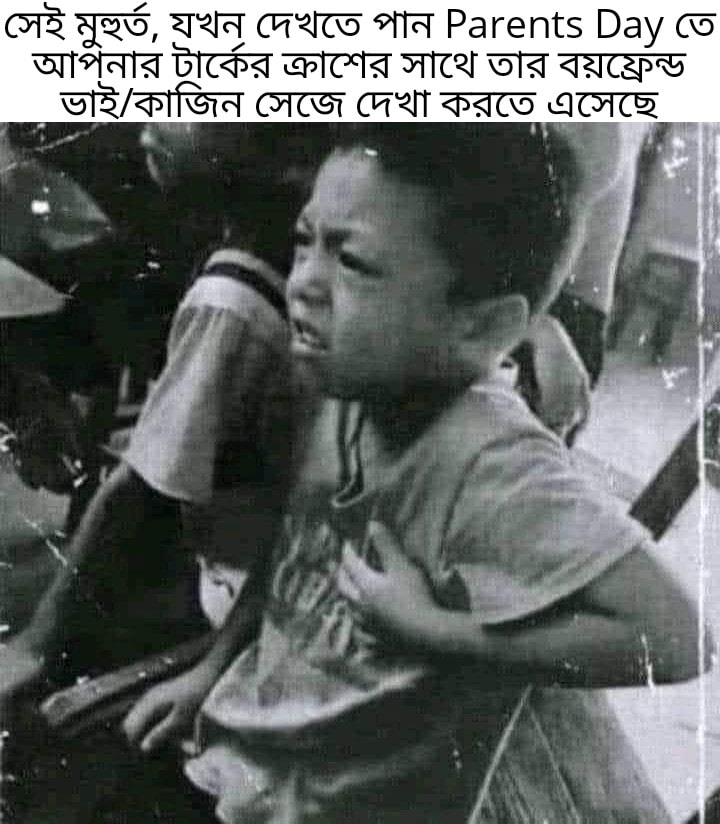 সেই মুহুর্ত, যখন দেখতে পান Parents Day তে
আপনার টার্কের ক্রাশের সাথে তার বয়ফ্রেন্ড
ভাই/কাজিন সেজে দেখা করতে এসেছে